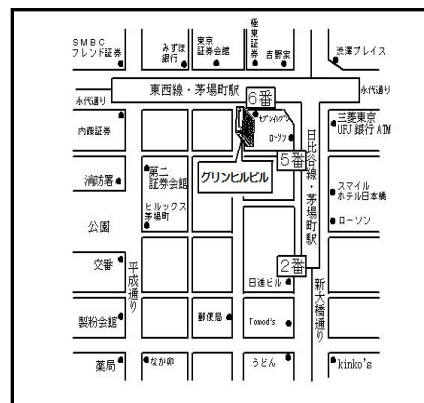 SMBC
フレンド証券
みずほ
銀行
東京
証券会館
極東証券
吉野家
渋澤プレイス
永代通り
東西線・茅場町駅
永代通り
6番
セブンイレブン
ローソン
三菱東京
UFJ銀行ATM
内藤証券
5番
日比谷線・茅場町駅
消防署
第二
証券会館
グリンヒルビル
スマイル
ホテル日本橋
ヒルックス
茅場町
ローソン
公園
交番
平成通り
2番
日進ビル
新大橋通り
製粉会館
郵便局
Tomod's
薬局
なか卯
うどん
kinko's